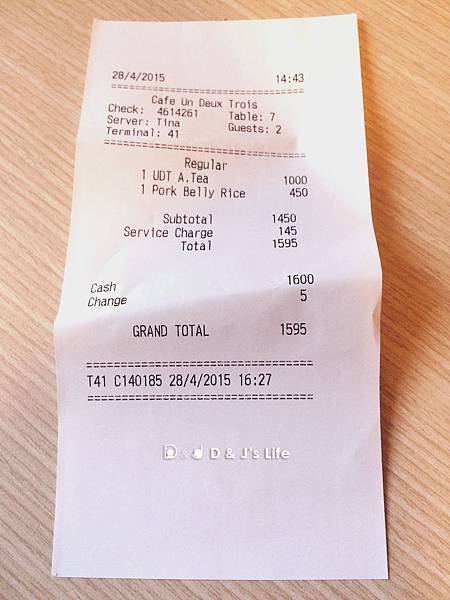 28/4/2015 14:43
================================
Cafe Un Deux Trois
Check: 4614261 Table: 7
Server: Tina Guests: 2
Terminal: 41
================================
Regular
1 UDT A.Tea 1000
1 Pork Belly Rice 450
Subtotal 1450
Service Charge 145
Total 1595
Cash 1600
Change 5
GRAND TOTAL 1595
================================
T41 C140185 28/4/2015 16:27
================================
D & J D & J's Life